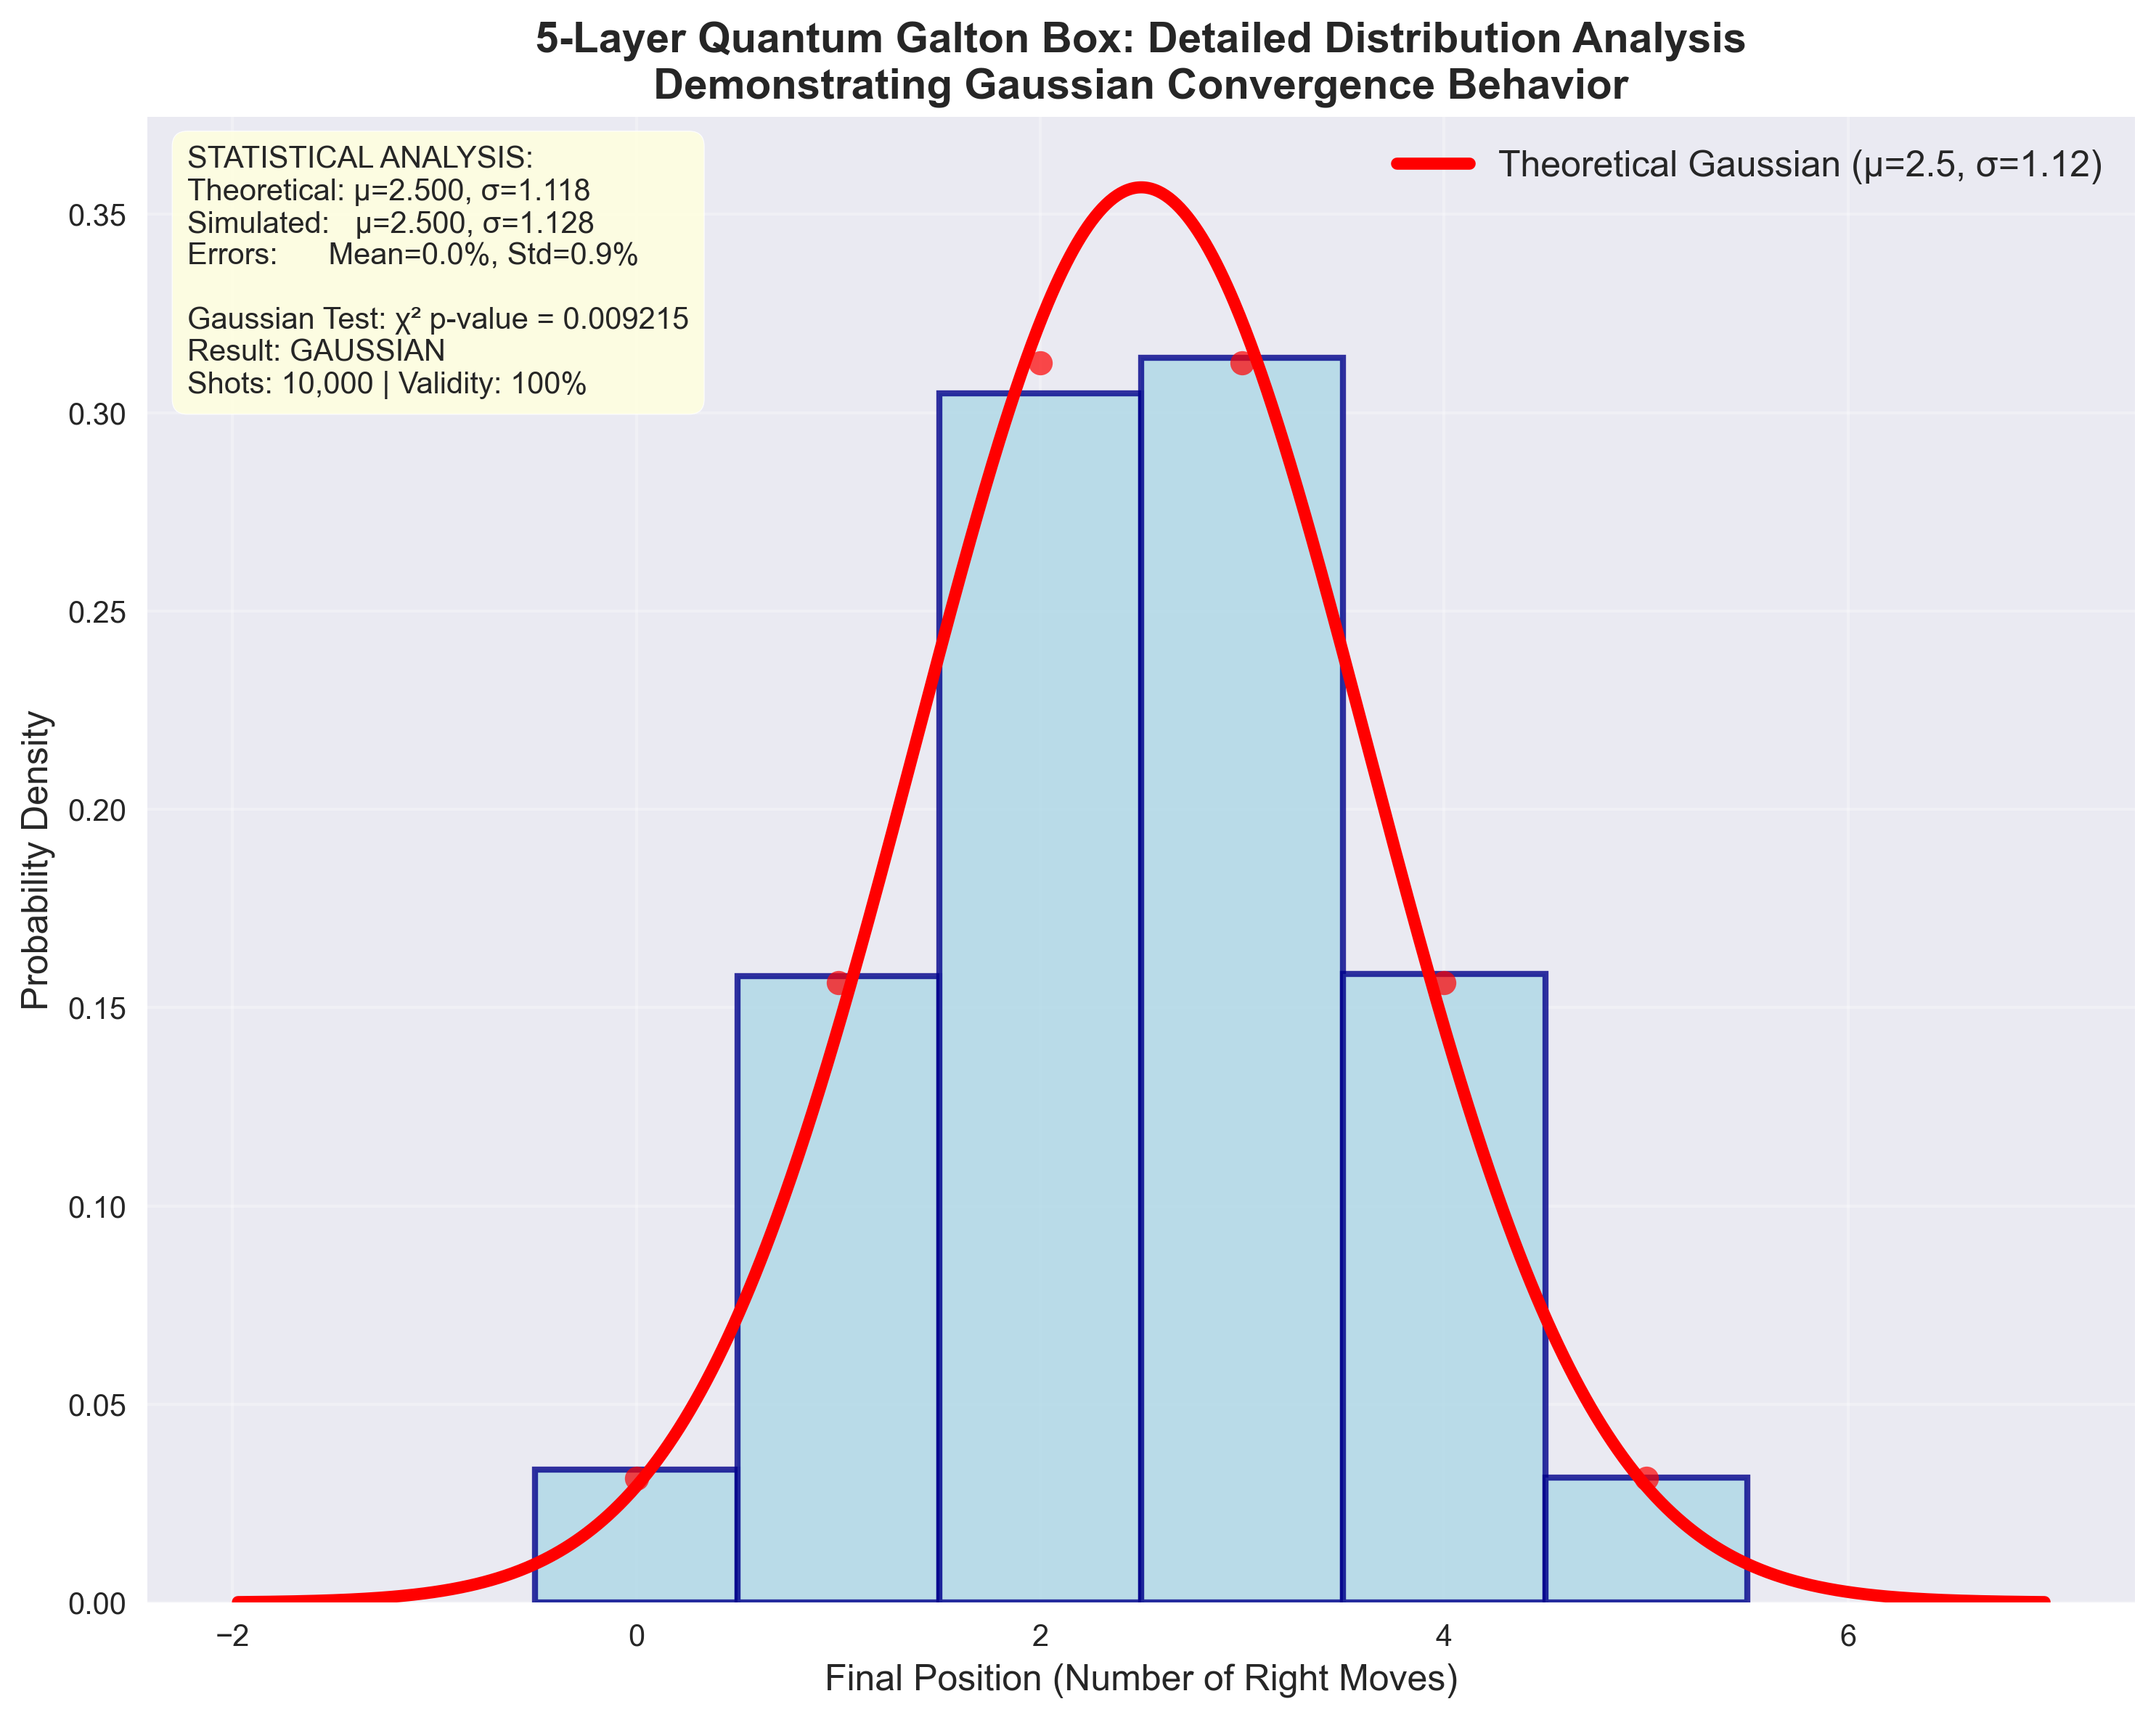 5-Layer Quantum Galton Box: Detailed Distribution Analysis
Demonstrating Gaussian Convergence Behavior
STATISTICAL ANALYSIS:
Theoretical: μ=2.500, σ=1.118
Simulated:   μ=2.500, σ=1.128
Errors:      Mean=0.0%, Std=0.9%
Gaussian Test: χ² p-value = 0.009215
Result: GAUSSIAN
Shots: 10,000 | Validity: 100%
Theoretical Gaussian (μ=2.5, σ=1.12)
Probability Density
0.35
0.30
0.25
0.20
0.15
0.10
0.05
0.00
−2
0
2
4
6
Final Position (Number of Right Moves)